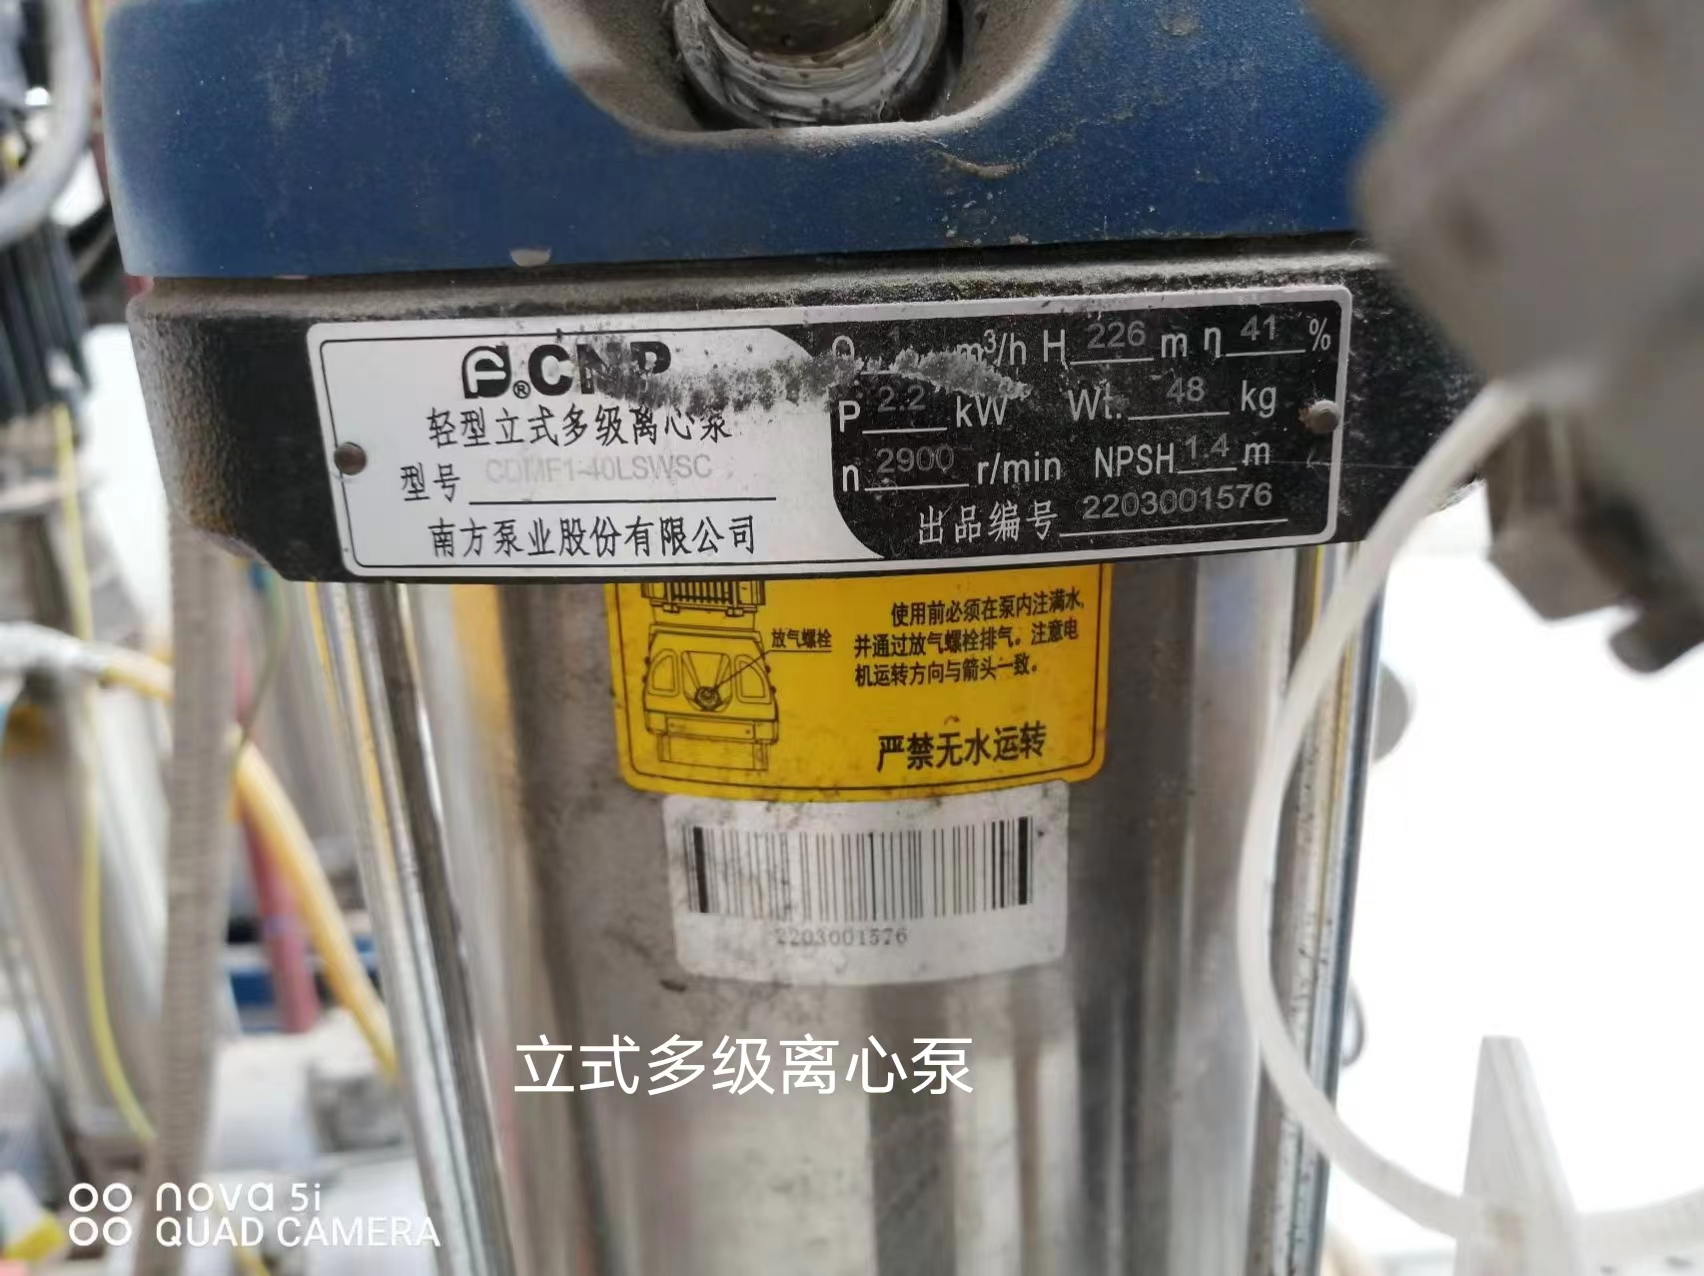 CNP
轻型立式多级离心泵
型号 CDMF1-40LSWSC
南方泵业股份有限公司
Q 1 m³/h H 226 m η 41 %
P 2.2 kW Wt. 48 kg
n 2900 r/min NPSH 1.4 m
出品编号 2203001576
放气螺栓
使用前必须在泵内注满水,
并通过放气螺栓排气。注意电
机运转方向与箭头一致。
严禁无水运转
2203001576
立式多级离心泵
nova 5i
QUAD CAMERA